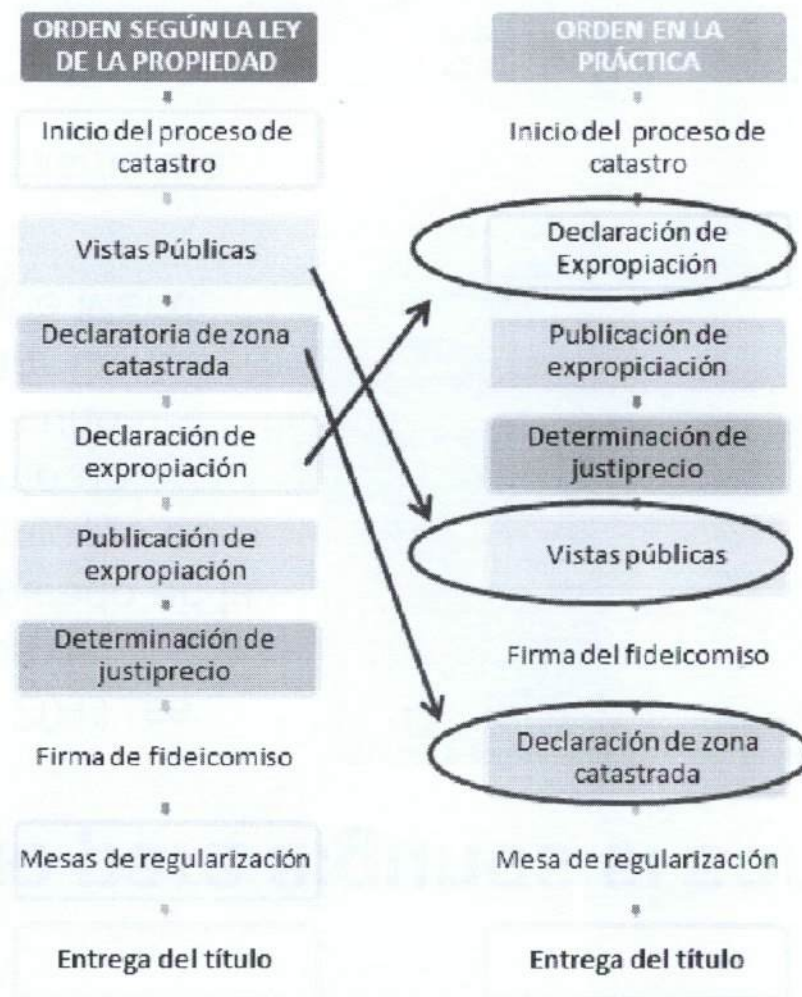 ORDEN SEGÚN LA LEY
DE LA PROPIEDAD
Inicio del proceso de
catastro
Vistas Públicas
Declaratoria de zona
catastrada
Declaración de
expropiación
Publicación de
expropiación
Determinación de
justiprecio
Firma de fideicomiso
Mesas de regularización
Entrega del título
ORDEN EN LA
PRÁCTICA
Inicio del proceso de
catastro
Declaración de
Expropiación
Publicación de
expropiciación
Determinación de
justiprecio
Vistas públicas
Firma del fideicomiso
Declaración de zona
catastrada
Mesa de regularización
Entrega del título